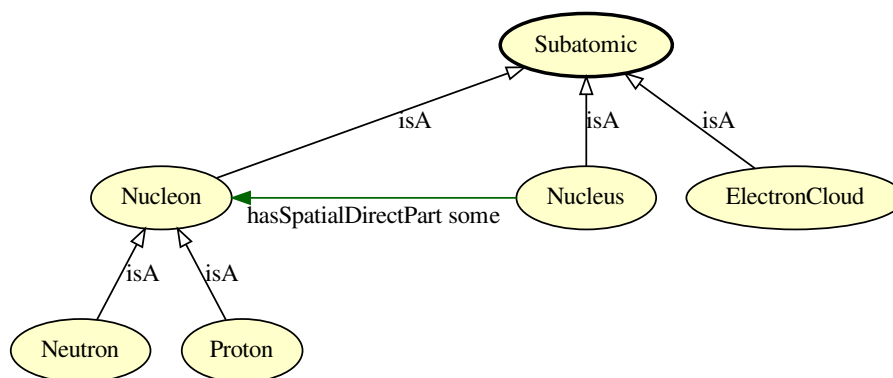 Subatomic
isA
isA
isA
Nucleon
hasSpatialDirectPart some
Nucleus
ElectronCloud
isA
isA
Neutron
Proton